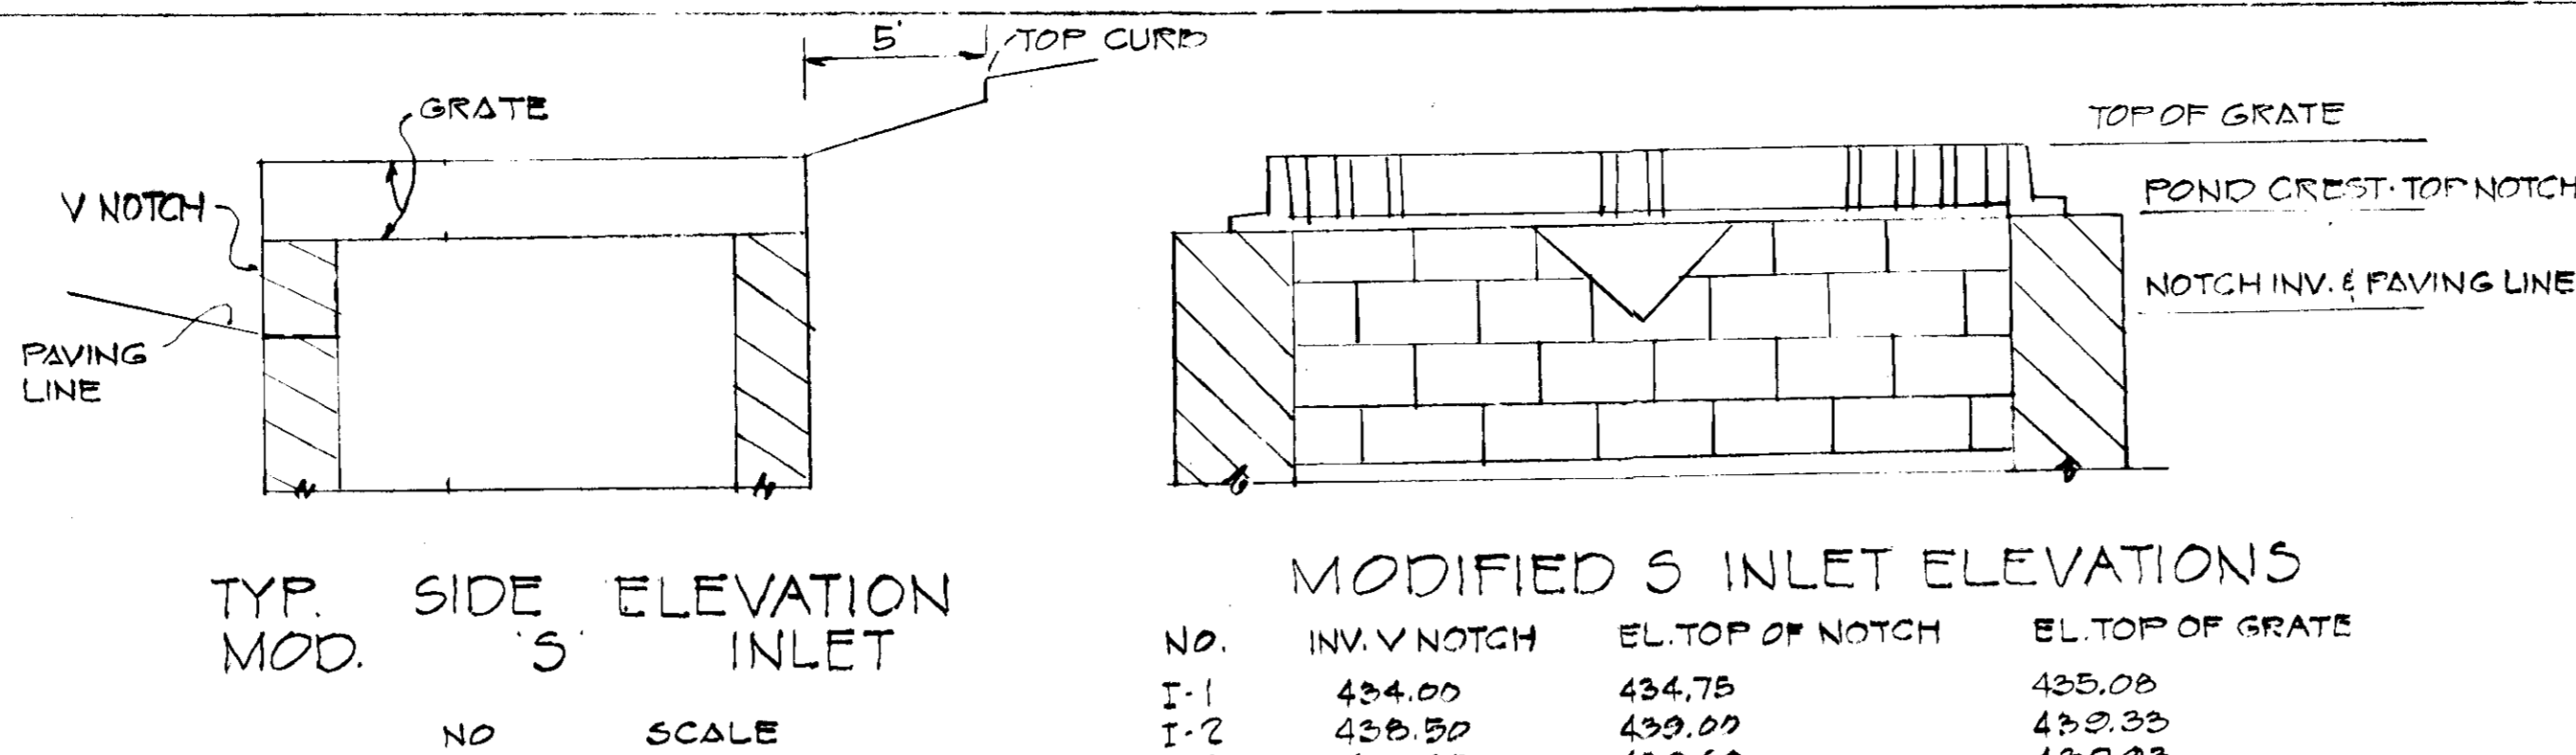 5'
TOP CURB
GRATE
V NOTCH
PAVING
LINE
TOP OF GRATE
POND CREST. TOP NOTCH
NOTCH INV. & PAVING LINE
TYP. SIDE ELEVATION
MOD. 'S' INLET
NO SCALE
MODIFIED S INLET ELEVATIONS
NO. INV. V NOTCH EL. TOP OF NOTCH EL. TOP OF GRATE
I-1 434.00 434.75 435.08
I-2 438.50 439.00 439.33